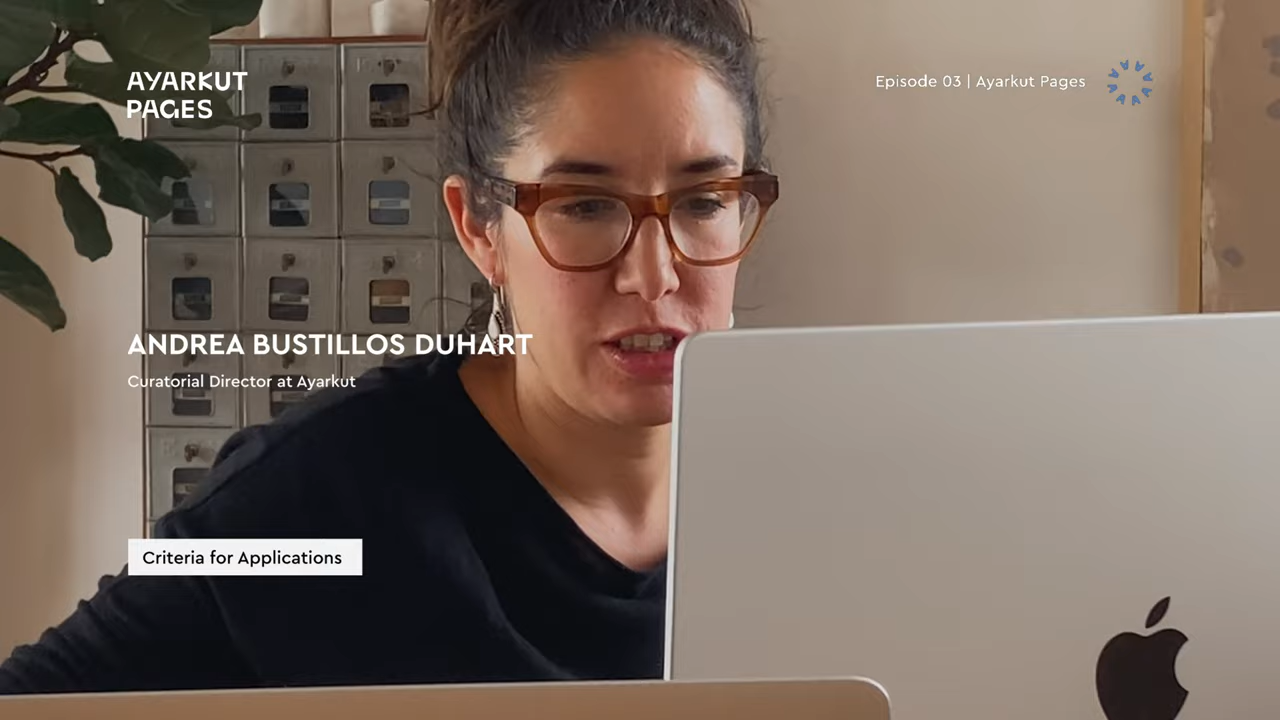 AYARKUT
PAGES
Episode 03 | Ayarkut Pages
ANDREA BUSTILLOS DUHART
Curatorial Director at Ayarkut
Criteria for Applications